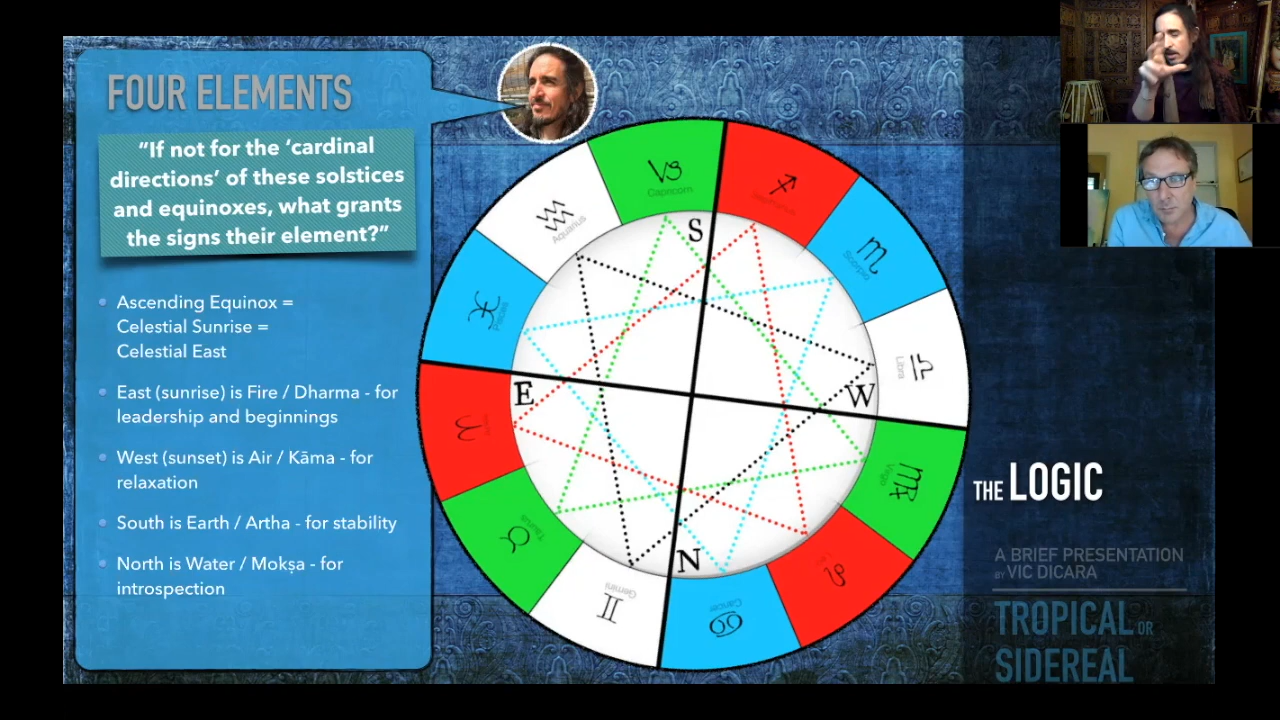 FOUR ELEMENTS
"If not for the ‘cardinal
directions’ of these solstices
and equinoxes, what grants
the signs their element?”
Ascending Equinox =
Celestial Sunrise =
Celestial East
East (sunrise) is Fire / Dharma - for
leadership and beginnings
West (sunset) is Air / Kāma - for
relaxation
South is Earth / Artha - for stability
North is Water / Mokṣa - for
introspection
Capricorn
Sagittarius
Aquarius
Scorpio
Pisces
Libra
Virgo
Taurus
Gemini
Cancer
S
E
W
N
THE LOGIC
A BRIEF PRESENTATION
BY VIC DICARA
TROPICAL OR
SIDEREAL